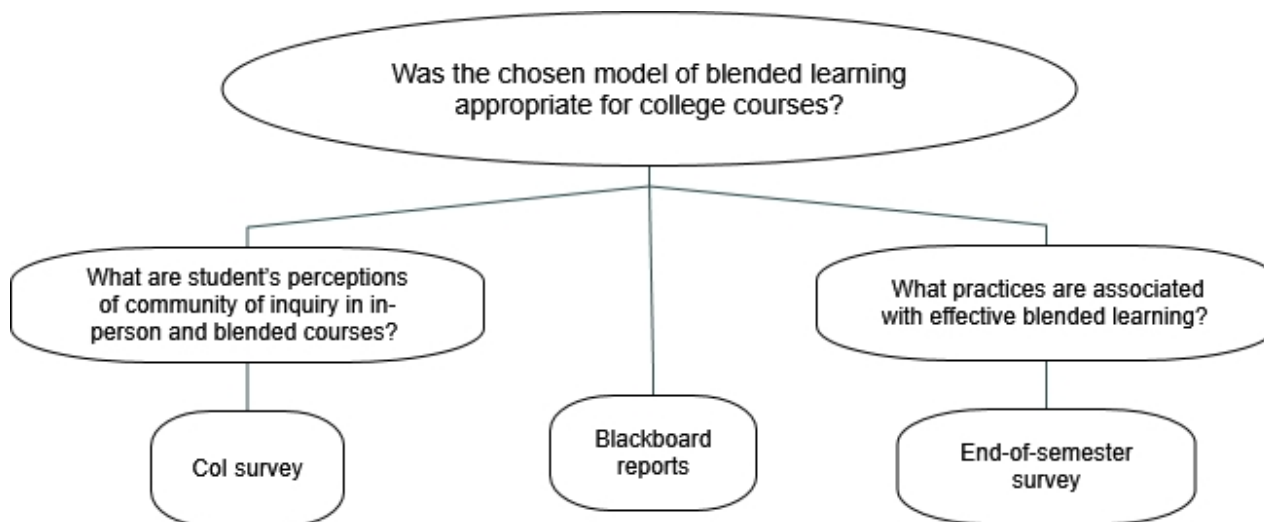 Was the chosen model of blended learning
appropriate for college courses?
What are student's perceptions
of community of inquiry in in-
person and blended courses?
What practices are associated
with effective blended learning?
CoI survey
Blackboard
reports
End-of-semester
survey